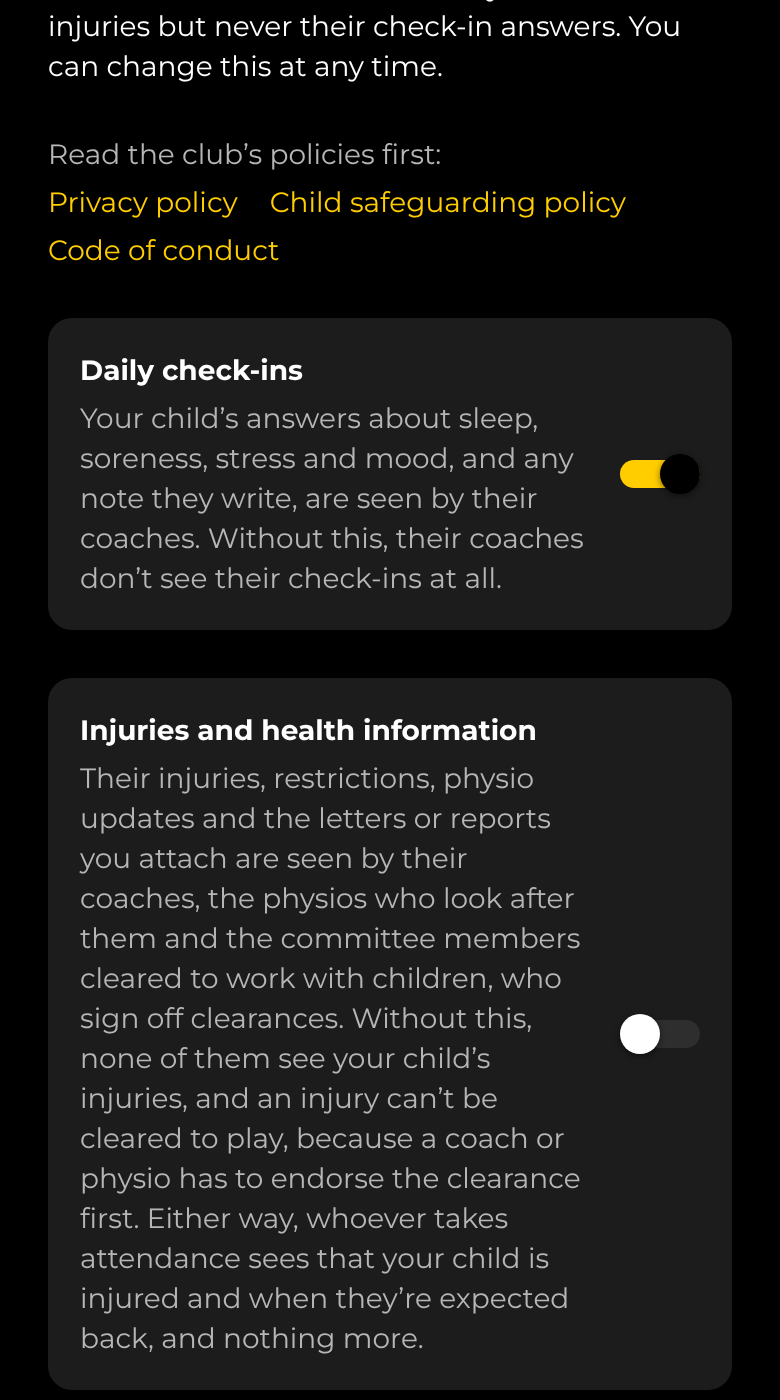 injuries but never their check-in answers. You
can change this at any time.
Read the club’s policies first:
Privacy policy Child safeguarding policy
Code of conduct
Daily check-ins
Your child’s answers about sleep,
soreness, stress and mood, and any
note they write, are seen by their
coaches. Without this, their coaches
don’t see their check-ins at all.
Injuries and health information
Their injuries, restrictions, physio
updates and the letters or reports
you attach are seen by their
coaches, the physios who look after
them and the committee members
cleared to work with children, who
sign off clearances. Without this,
none of them see your child’s
injuries, and an injury can’t be
cleared to play, because a coach or
physio has to endorse the clearance
first. Either way, whoever takes
attendance sees that your child is
injured and when they’re expected
back, and nothing more.